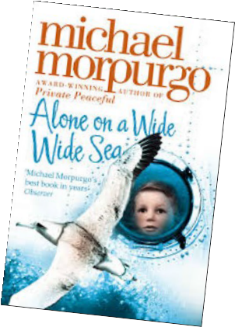 michael
morpurgo
AWARD-WINNING AUTHOR OF
Private Peaceful
Alone on a Wide
Wide Sea
'Michael Morpurgo's
best book in years'
Observer